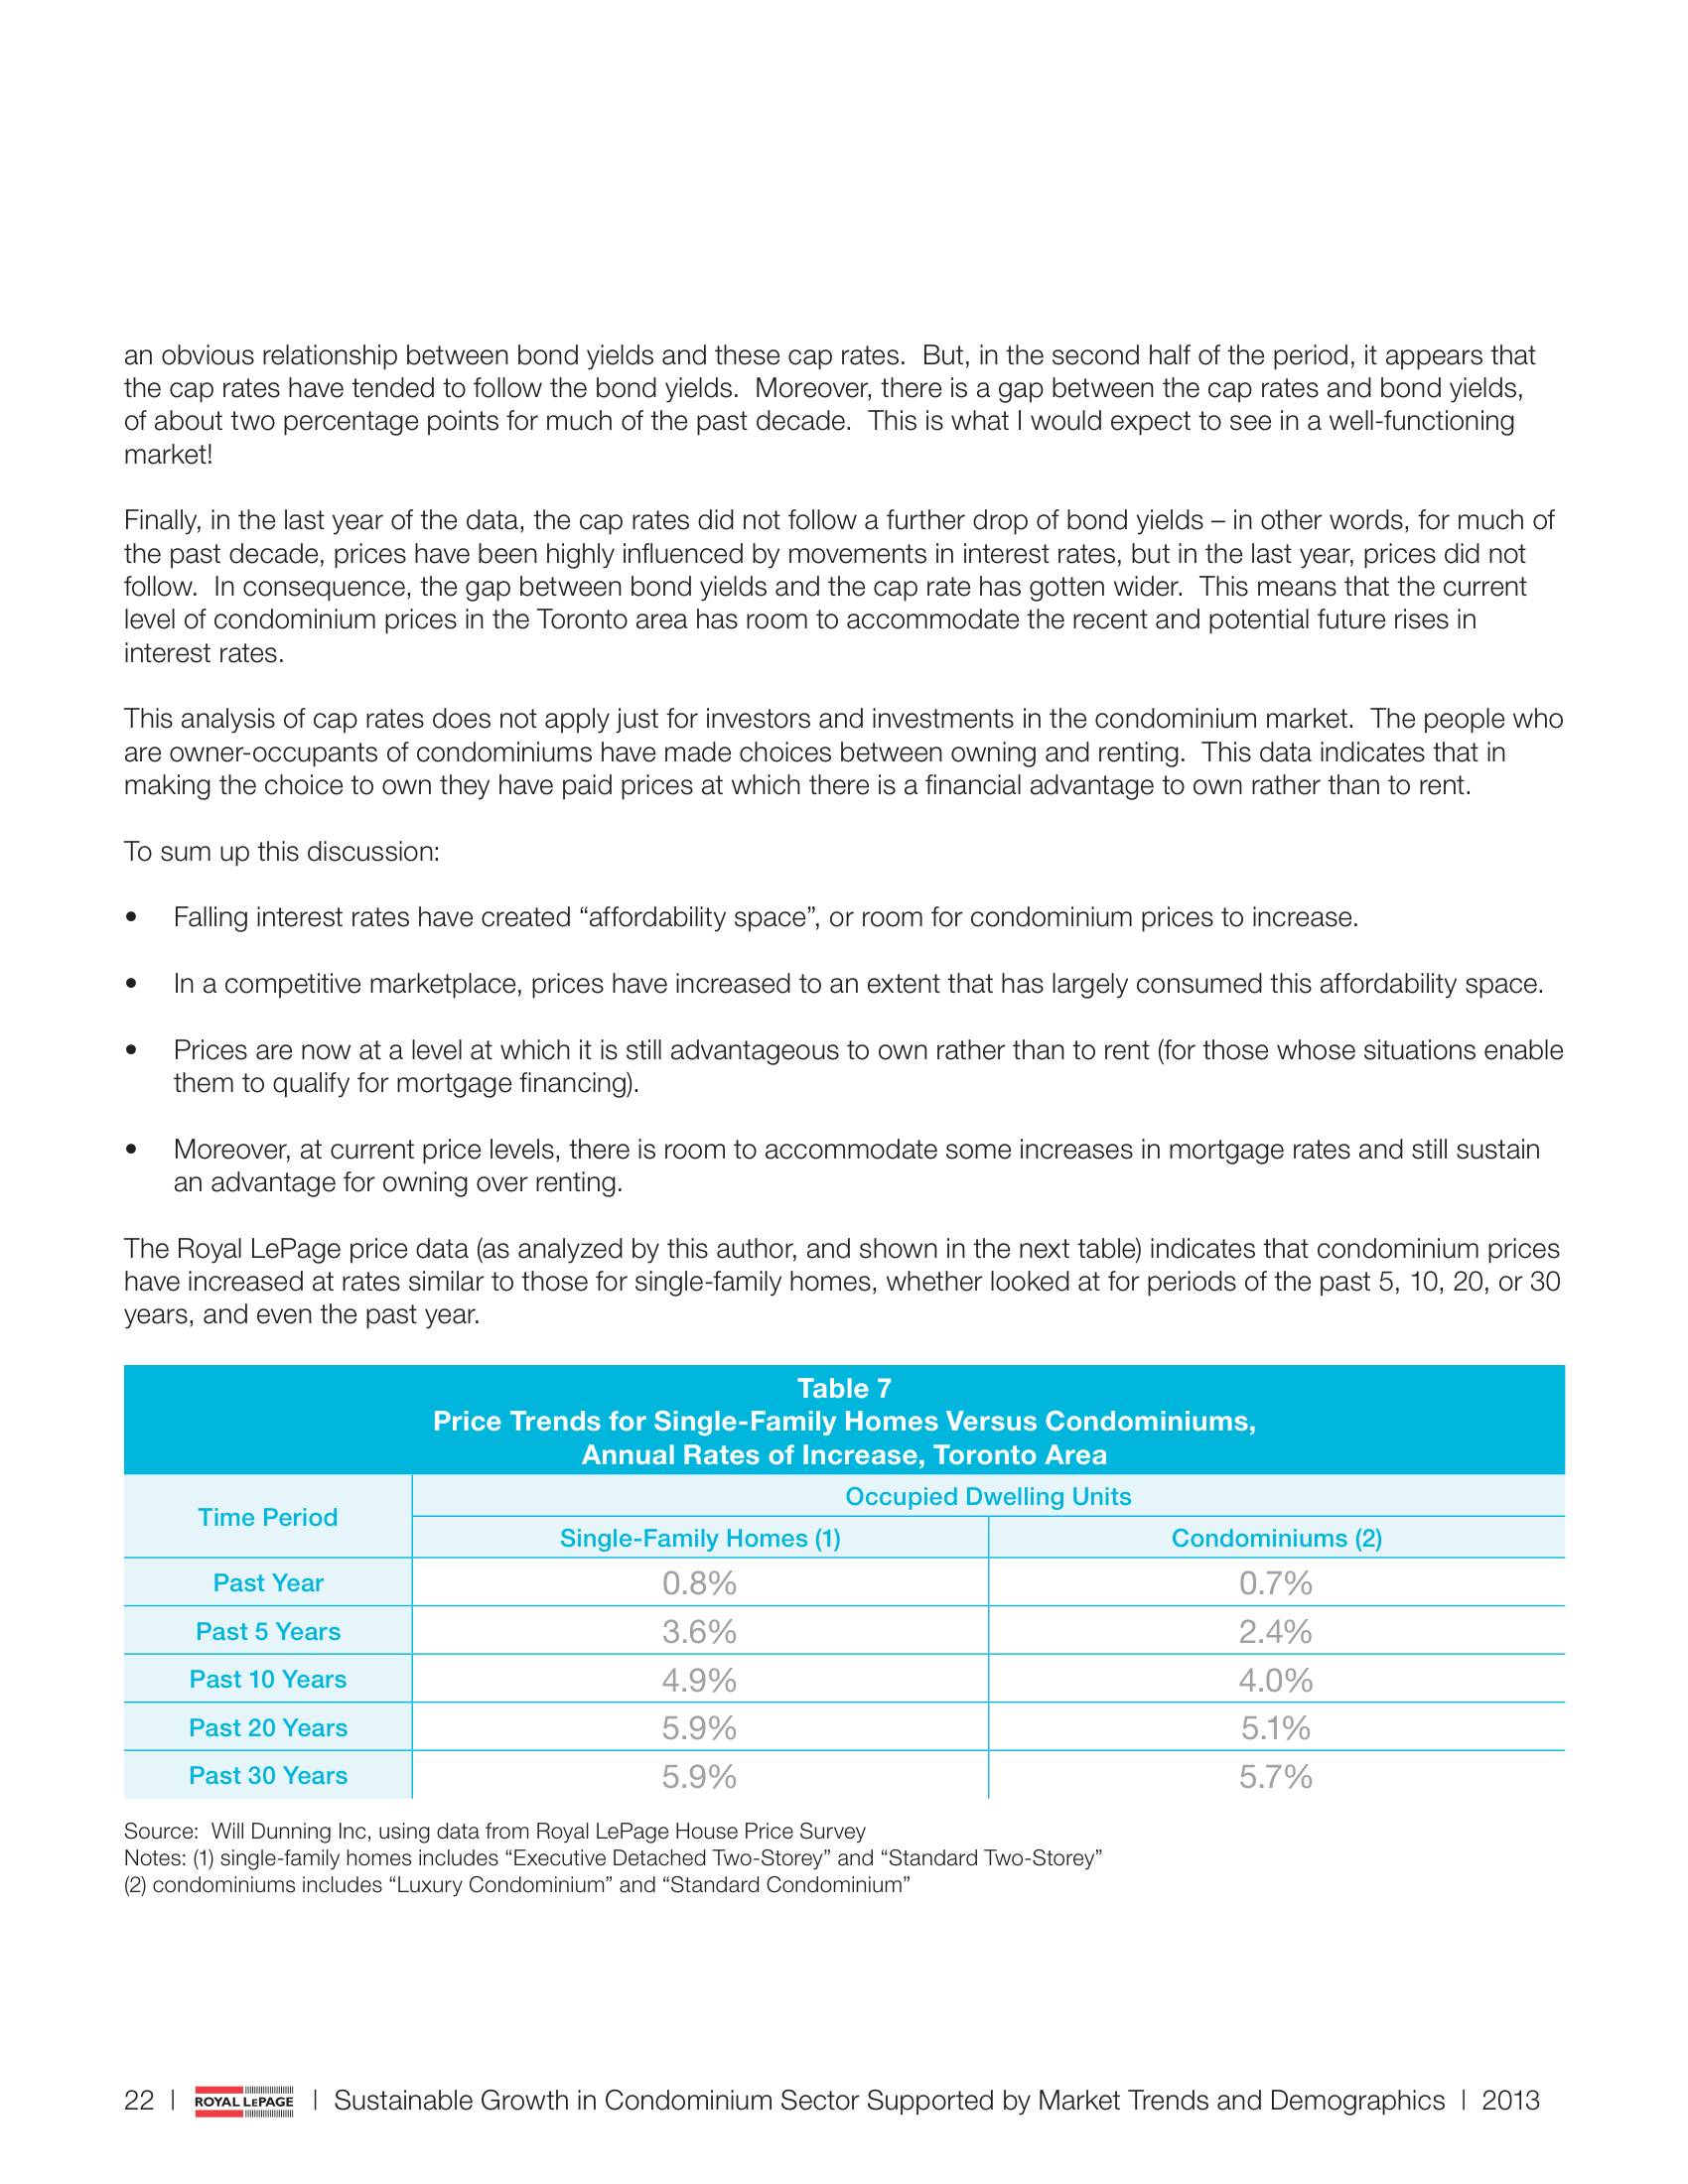 an obvious relationship between bond yields and these cap rates.  But, in the second half of the period, it appears that
the cap rates have tended to follow the bond yields.  Moreover, there is a gap between the cap rates and bond yields,
of about two percentage points for much of the past decade.  This is what I would expect to see in a well-functioning
market!
Finally, in the last year of the data, the cap rates did not follow a further drop of bond yields – in other words, for much of
the past decade, prices have been highly influenced by movements in interest rates, but in the last year, prices did not
follow.  In consequence, the gap between bond yields and the cap rate has gotten wider.  This means that the current
level of condominium prices in the Toronto area has room to accommodate the recent and potential future rises in
interest rates.
This analysis of cap rates does not apply just for investors and investments in the condominium market.  The people who
are owner-occupants of condominiums have made choices between owning and renting.  This data indicates that in
making the choice to own they have paid prices at which there is a financial advantage to own rather than to rent.
To sum up this discussion:
• Falling interest rates have created “affordability space”, or room for condominium prices to increase.
• In a competitive marketplace, prices have increased to an extent that has largely consumed this affordability space.
• Prices are now at a level at which it is still advantageous to own rather than to rent (for those whose situations enable
them to qualify for mortgage financing).
• Moreover, at current price levels, there is room to accommodate some increases in mortgage rates and still sustain
an advantage for owning over renting.
The Royal LePage price data (as analyzed by this author, and shown in the next table) indicates that condominium prices
have increased at rates similar to those for single-family homes, whether looked at for periods of the past 5, 10, 20, or 30
years, and even the past year.
Table 7
Price Trends for Single-Family Homes Versus Condominiums,
Annual Rates of Increase, Toronto Area
Time Period
Occupied Dwelling Units
Single-Family Homes (1) Condominiums (2)
Past Year 0.8% 0.7%
Past 5 Years 3.6% 2.4%
Past 10 Years 4.9% 4.0%
Past 20 Years 5.9% 5.1%
Past 30 Years 5.9% 5.7%
Source:  Will Dunning Inc, using data from Royal LePage House Price Survey
Notes: (1) single-family homes includes “Executive Detached Two-Storey” and “Standard Two-Storey”
(2) condominiums includes “Luxury Condominium” and “Standard Condominium”
22 | ROYAL LEPAGE | Sustainable Growth in Condominium Sector Supported by Market Trends and Demographics | 2013